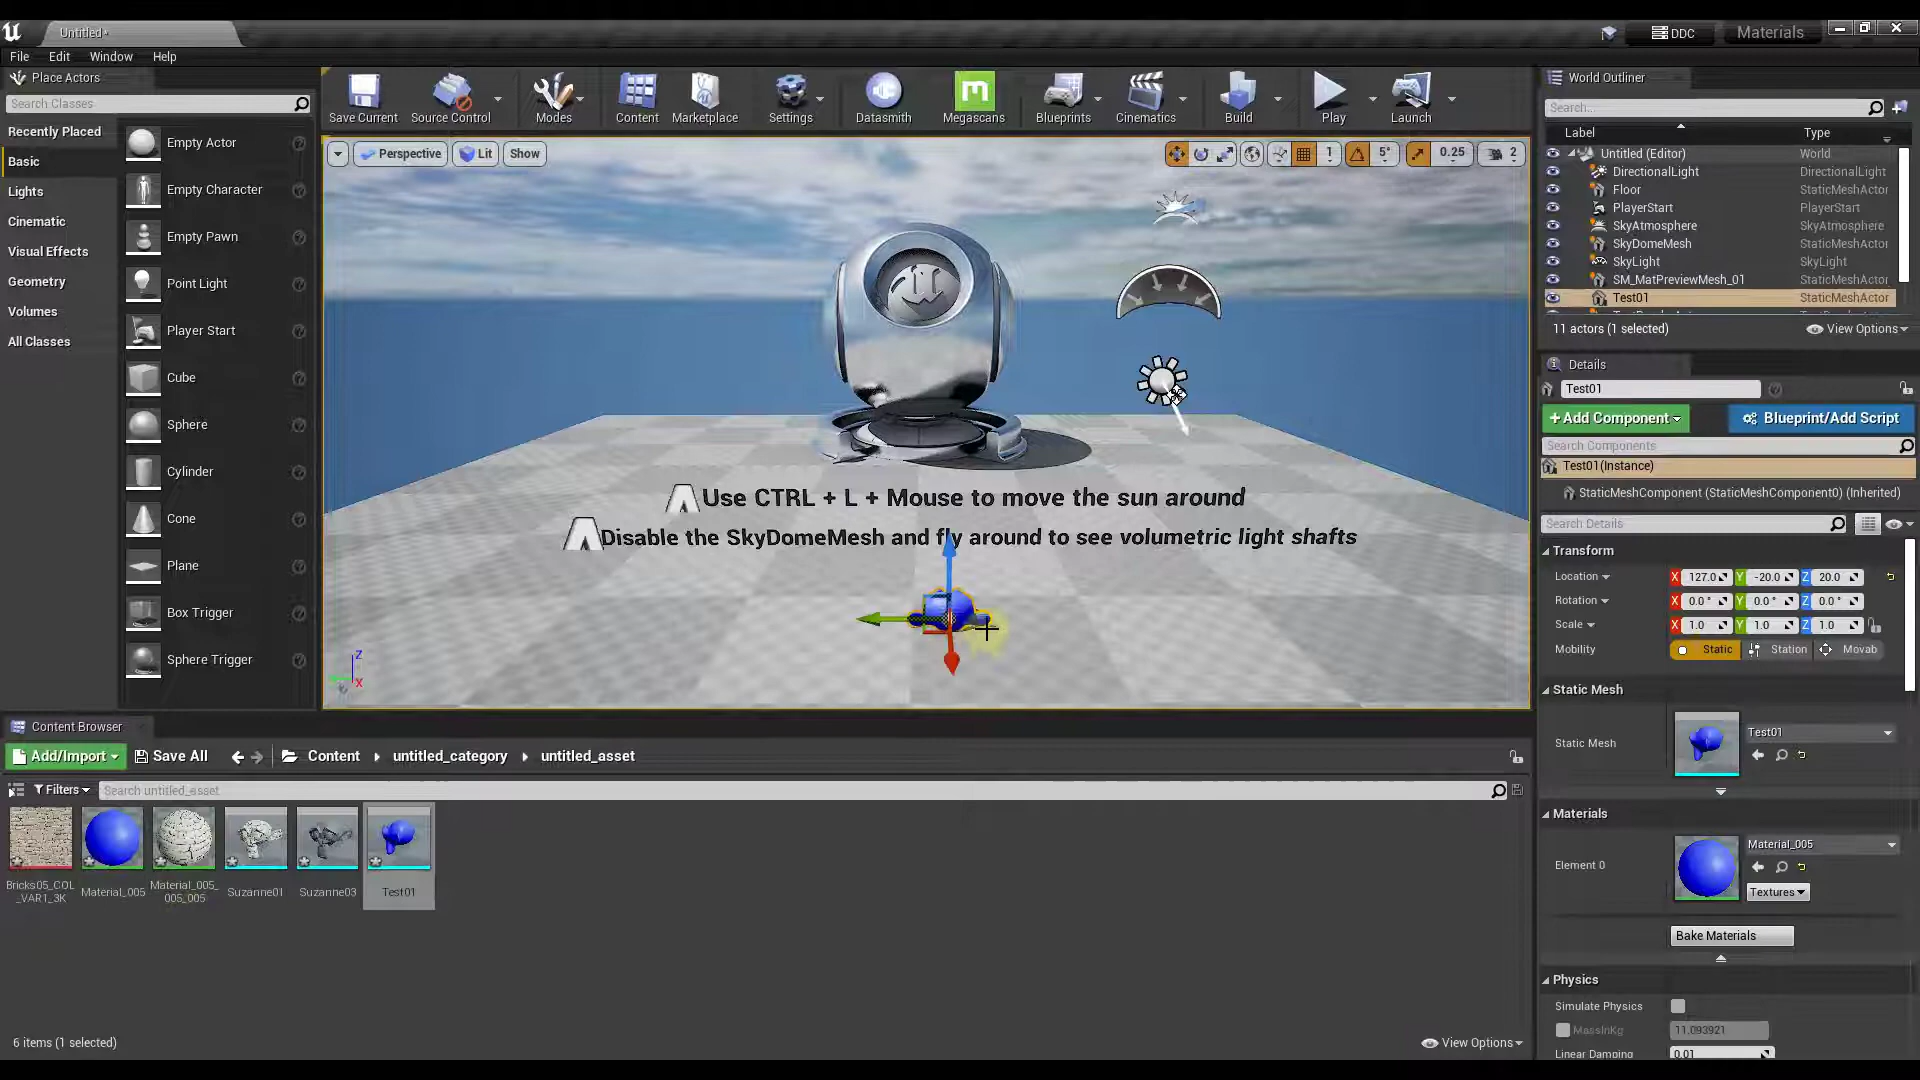 Untitled*
DDC
Materials
File Edit Window Help
Place Actors
Search Classes
Recently Placed
Basic
Lights
Cinematic
Visual Effects
Geometry
Volumes
All Classes
Empty Actor
Empty Character
Empty Pawn
Point Light
Player Start
Cube
Sphere
Cylinder
Cone
Plane
Box Trigger
Sphere Trigger
Save Current
Source Control
Modes
Content
Marketplace
Settings
Datasmith
Megascans
Blueprints
Cinematics
Build
Play
Launch
Perspective Lit Show
1 5° 0.25 2
Use CTRL + L + Mouse to move the sun around
Disable the SkyDomeMesh and fly around to see volumetric light shafts
Z
X
World Outliner
Search...
Label Type
Untitled (Editor) World
DirectionalLight DirectionalLight
Floor StaticMeshActor
PlayerStart PlayerStart
SkyAtmosphere SkyAtmosphere
SkyDomeMesh StaticMeshActor
SkyLight SkyLight
SM_MatPreviewMesh_01 StaticMeshActor
Test01 StaticMeshActor
11 actors (1 selected) View Options
Details
Test01
+Add Component Blueprint/Add Script
Search Components
Test01(Instance)
StaticMeshComponent (StaticMeshComponent0) (Inherited)
Search Details
Transform
Location X 127.0 Y -20.0 Z 20.0
Rotation X 0.0° Y 0.0° Z 0.0°
Scale X 1.0 Y 1.0 Z 1.0
Mobility Static Station Movab
Static Mesh
Static Mesh Test01
Materials
Element 0 Material_005
Textures
Bake Materials
Physics
Simulate Physics
MassInKg 11.093921
Linear Damping 0.01
Content Browser
Add/Import Save All Content untitled_category untitled_asset
Filters Search untitled_asset
Bricks05_COL
_VAR1_3K
Material_005
Material_005_
005_005
Suzanne01
Suzanne03
Test01
6 items (1 selected) View Options